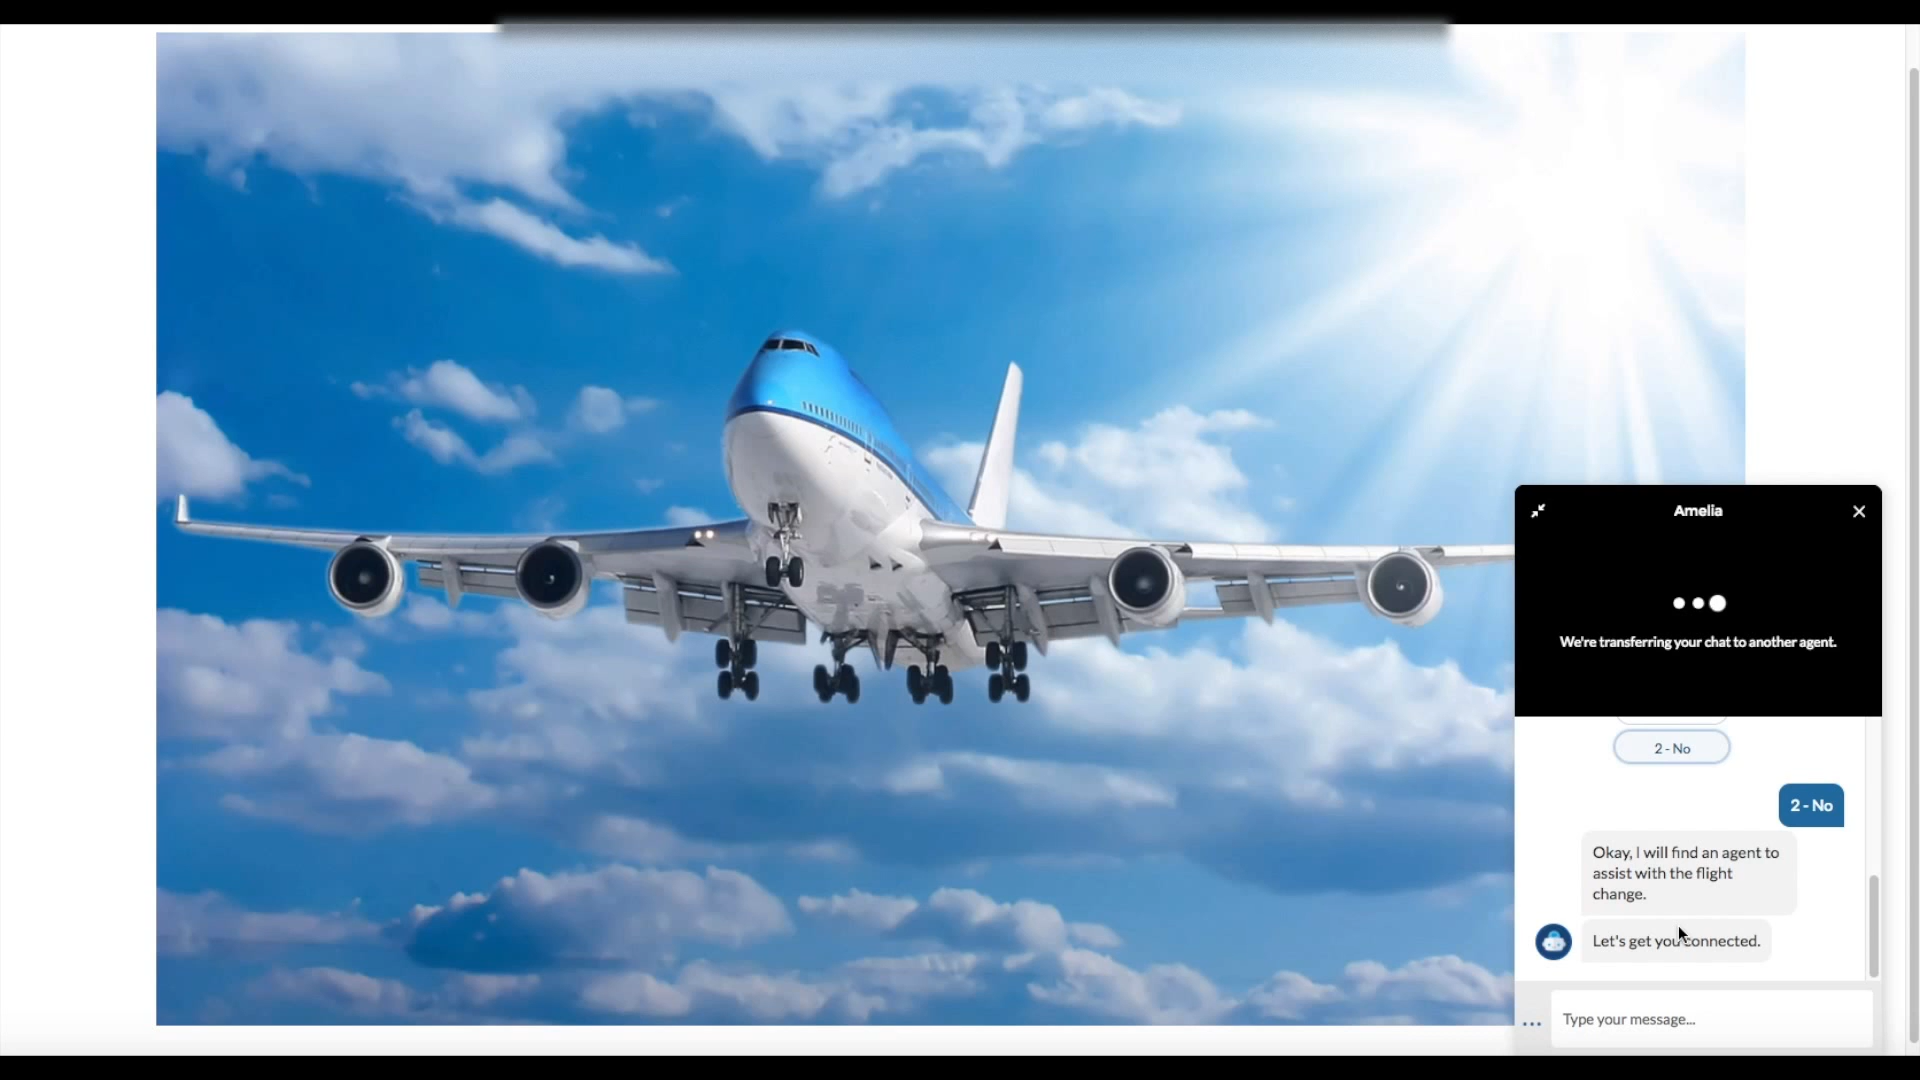 Amelia
We're transferring your chat to another agent.
2 - No
2 - No
Okay, I will find an agent to
assist with the flight
change.
Let's get you connected.
Type your message...